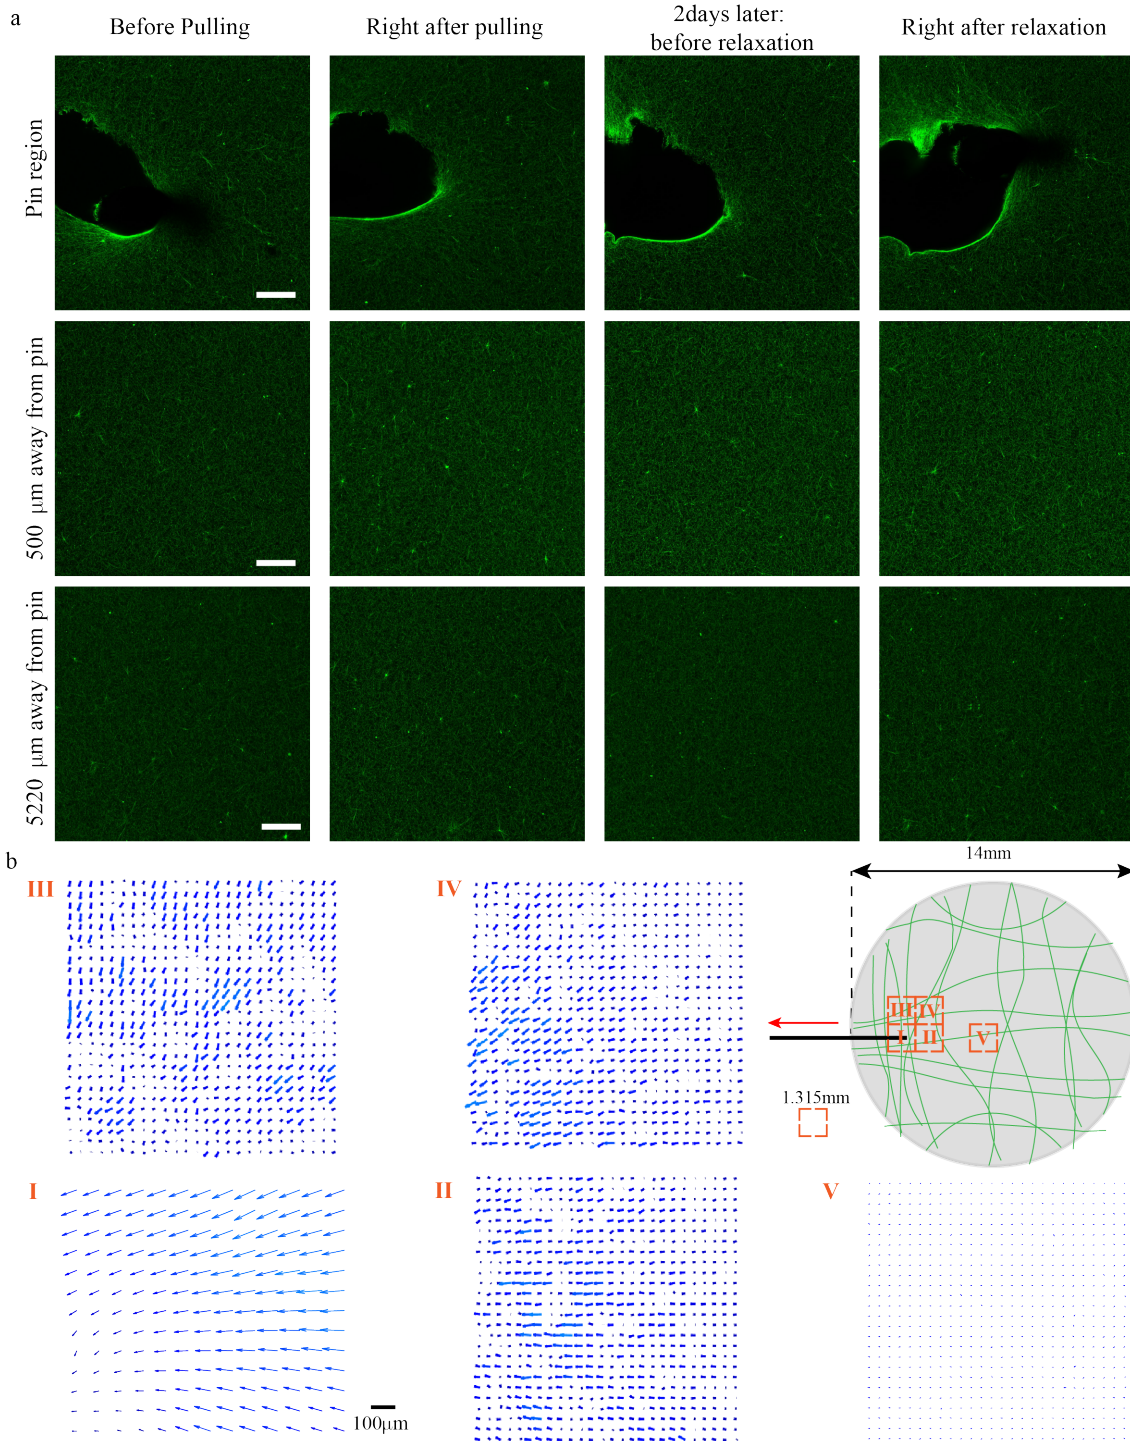 a
Before Pulling
Right after pulling
2days later:
before relaxation
Right after relaxation
Pin region
500 μm away from pin
5220 μm away from pin
b
III
IV
14mm
III
IV
I
II
V
1.315mm
I
II
V
100μm